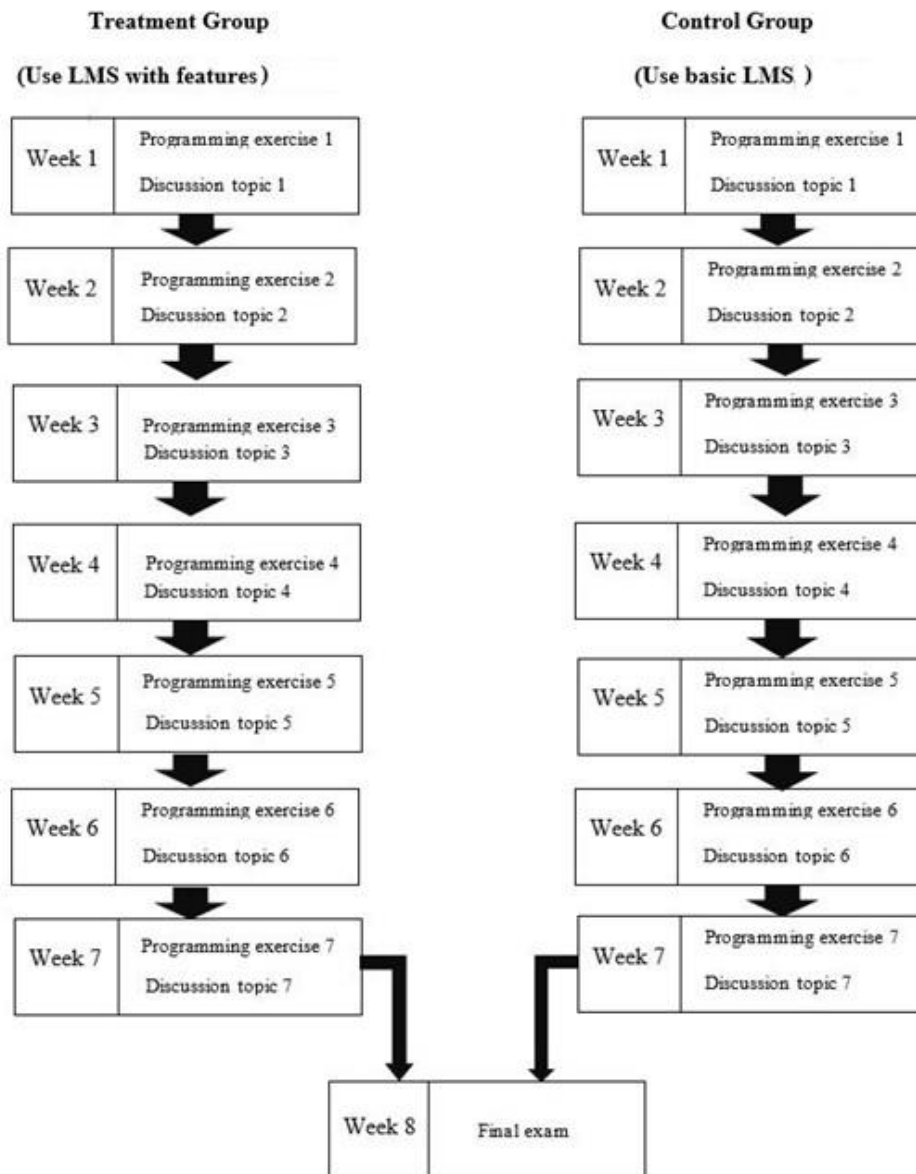 Treatment Group
(Use LMS with features)
Week 1
Programming exercise 1
Discussion topic 1
Week 2
Programming exercise 2
Discussion topic 2
Week 3
Programming exercise 3
Discussion topic 3
Week 4
Programming exercise 4
Discussion topic 4
Week 5
Programming exercise 5
Discussion topic 5
Week 6
Programming exercise 6
Discussion topic 6
Week 7
Programming exercise 7
Discussion topic 7
Control Group
(Use basic LMS )
Week 1
Programming exercise 1
Discussion topic 1
Week 2
Programming exercise 2
Discussion topic 2
Week 3
Programming exercise 3
Discussion topic 3
Week 4
Programming exercise 4
Discussion topic 4
Week 5
Programming exercise 5
Discussion topic 5
Week 6
Programming exercise 6
Discussion topic 6
Week 7
Programming exercise 7
Discussion topic 7
Week 8
Final exam